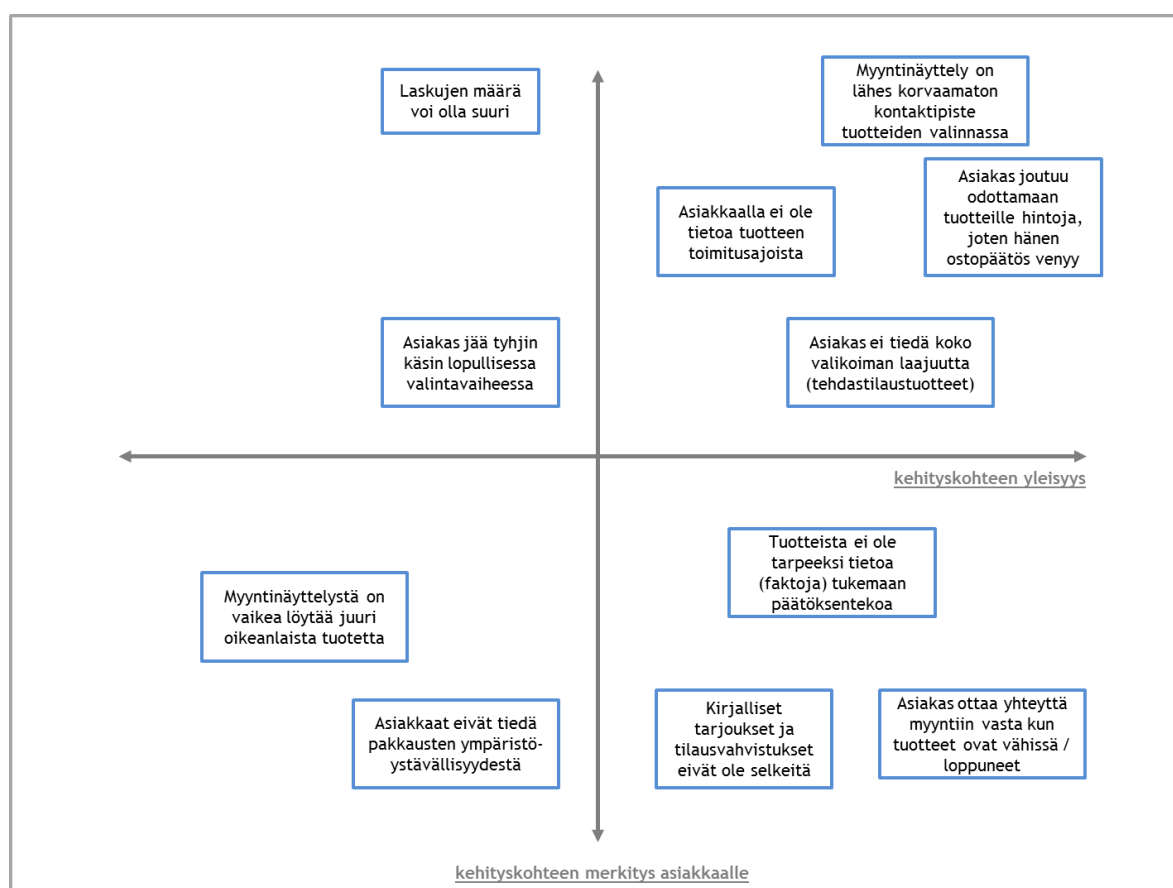 Laskujen määrä
voi olla suuri
Myyntinäyttely on
lähes korvaamaton
kontaktipiste
tuotteiden valinnassa
Asiakkaalla ei ole
tietoa tuotteen
toimitusajoista
Asiakas joutuu
odottamaan
tuotteille hintoja,
joten hänen
ostopäätös venyy
Asiakas jää tyhjin
käsin lopullisessa
valintavaiheessa
Asiakas ei tiedä koko
valikoiman laajuutta
(tehdastilaustuotteet)
kehityskohteen yleisyys
Tuotteista ei ole
tarpeeksi tietoa
(faktoja) tukemaan
päätöksentekoa
Myyntinäyttelystä on
vaikea löytää juuri
oikeanlaista tuotetta
Asiakkaat eivät tiedä
pakkausten ympäristö-
ystävällisyydestä
Kirjalliset
tarjoukset ja
tilausvahvistukset
eivät ole selkeitä
Asiakas ottaa yhteyttä
myyntiin vasta kun
tuotteet ovat vähissä /
loppuneet
kehityskohteen merkitys asiakkaalle